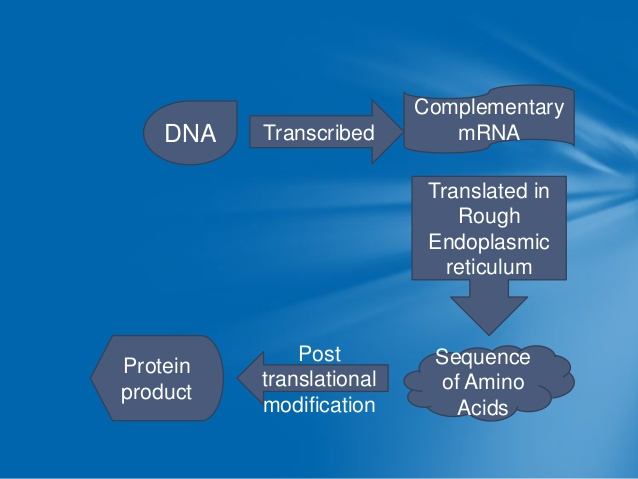 DNA
Transcribed
Complementary
mRNA
Translated in
Rough
Endoplasmic
reticulum
Sequence
of Amino
Acids
Post
translational
modification
Protein
product